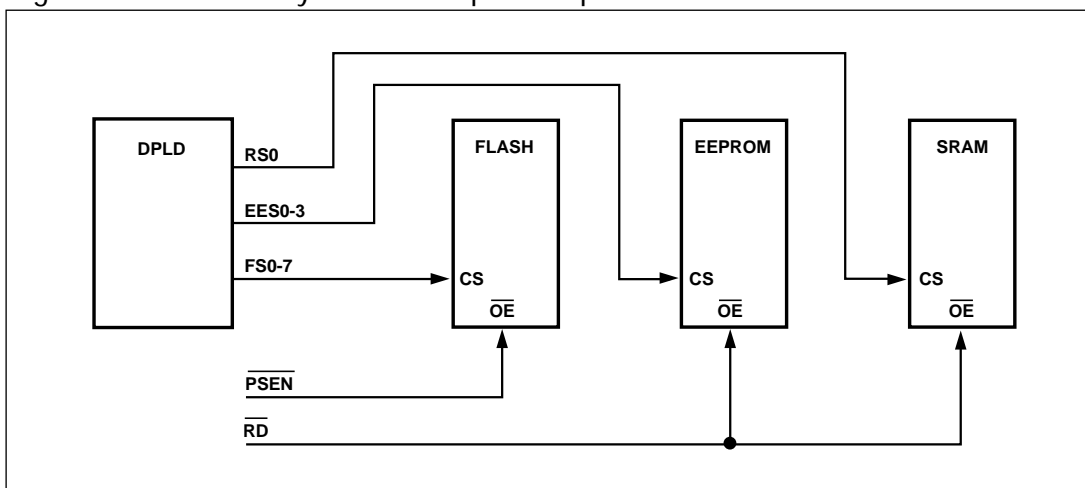 DPLD
RS0
EES0-3
FS0-7
FLASH
CS
OE
EEPROM
CS
OE
SRAM
CS
OE
PSEN
RD